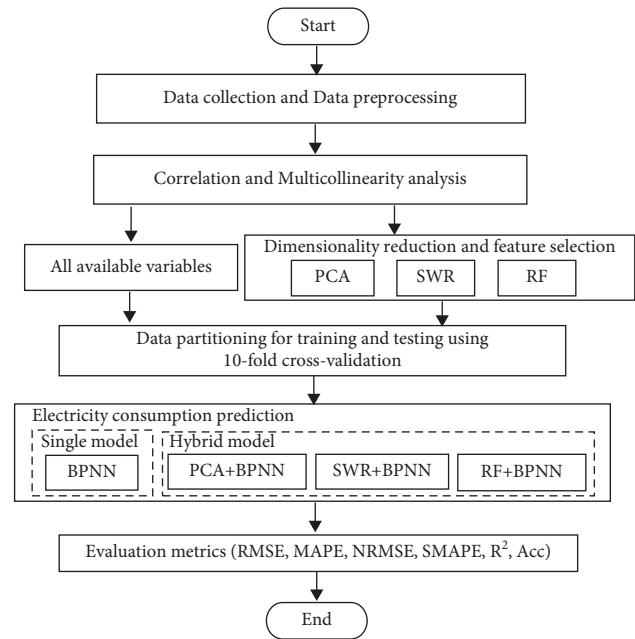 Start
Data collection and Data preprocessing
Correlation and Multicollinearity analysis
All available variables
Dimensionality reduction and feature selection
PCA
SWR
RF
Data partitioning for training and testing using
10-fold cross-validation
Electricity consumption prediction
Single model
BPNN
Hybrid model
PCA+BPNN
SWR+BPNN
RF+BPNN
Evaluation metrics (RMSE, MAPE, NRMSE, SMAPE, R², Acc)
End